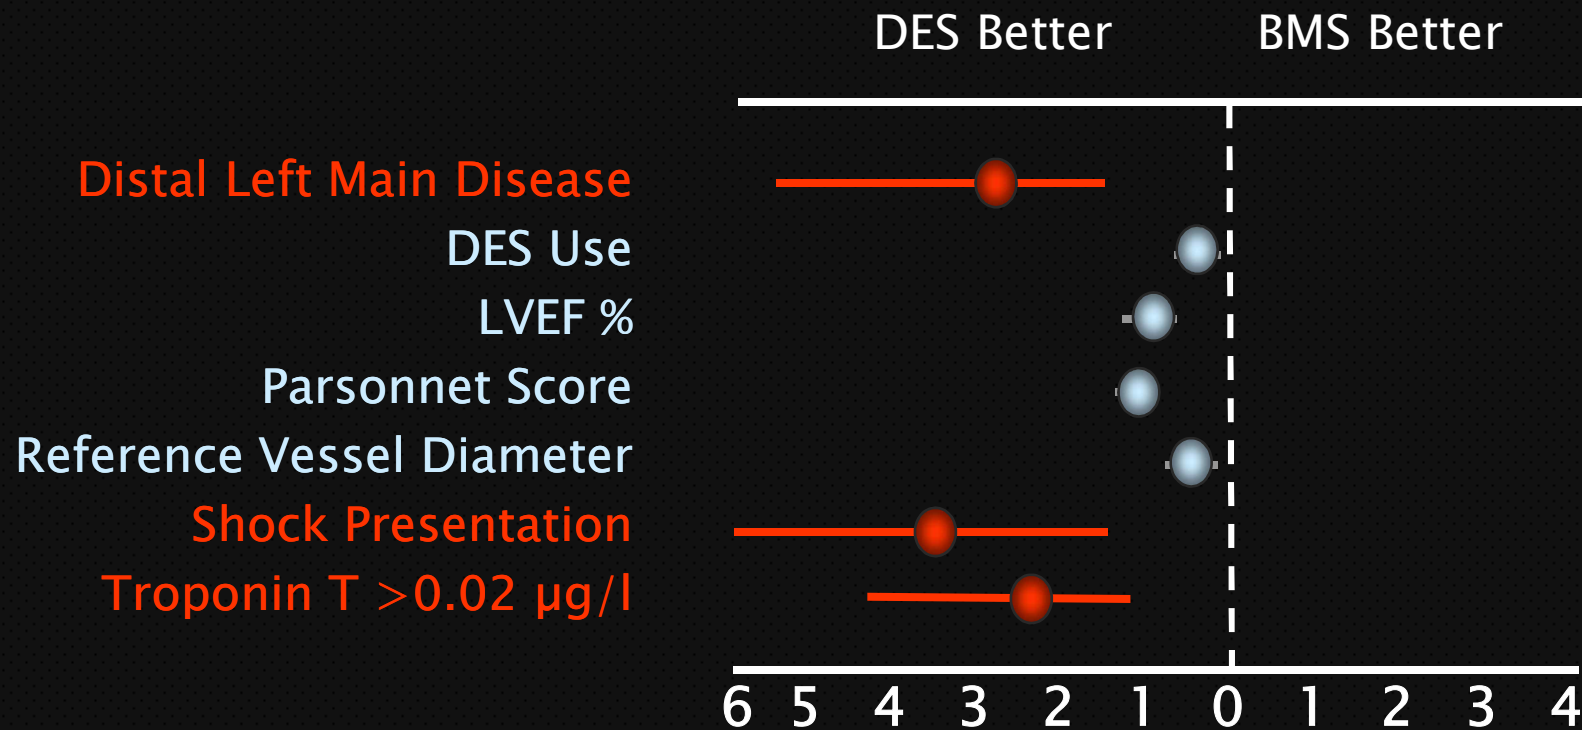 DES Better BMS Better
Distal Left Main Disease
DES Use
LVEF %
Parsonnet Score
Reference Vessel Diameter
Shock Presentation
Troponin T >0.02 µg/l
6 5 4 3 2 1 0 1 2 3 4